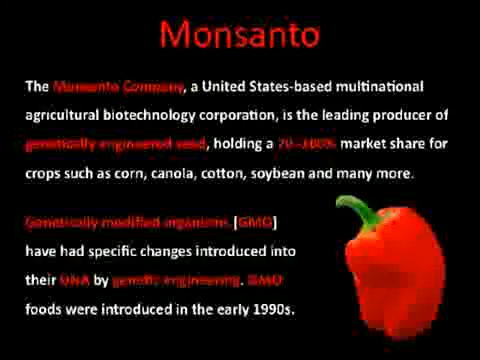 Monsanto
The Monsanto Company, a United States-based multinational
agricultural biotechnology corporation, is the leading producer of
genetically engineered seed, holding a 70–100% market share for
crops such as corn, canola, cotton, soybean and many more.
Genetically modified organisms [GMO]
have had specific changes introduced into
their DNA by genetic engineering. GMO
foods were introduced in the early 1990s.